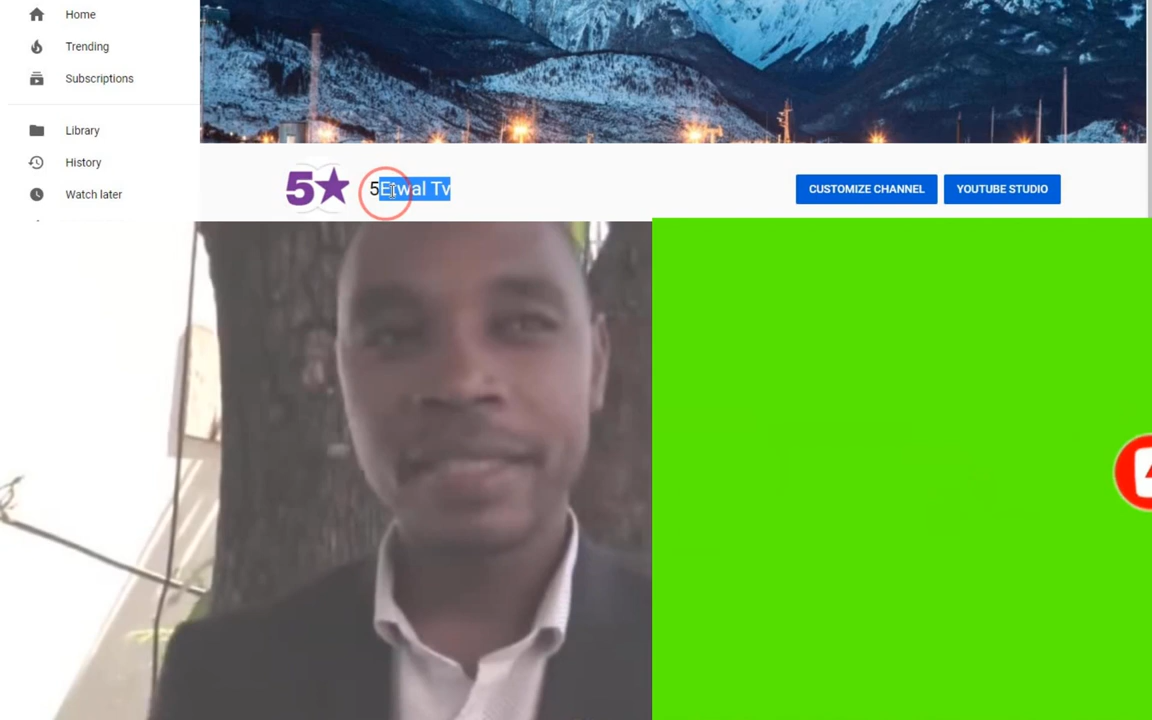 Home
Trending
Subscriptions
Library
History
Watch later
5★
5Etwal Tv
CUSTOMIZE CHANNEL
YOUTUBE STUDIO